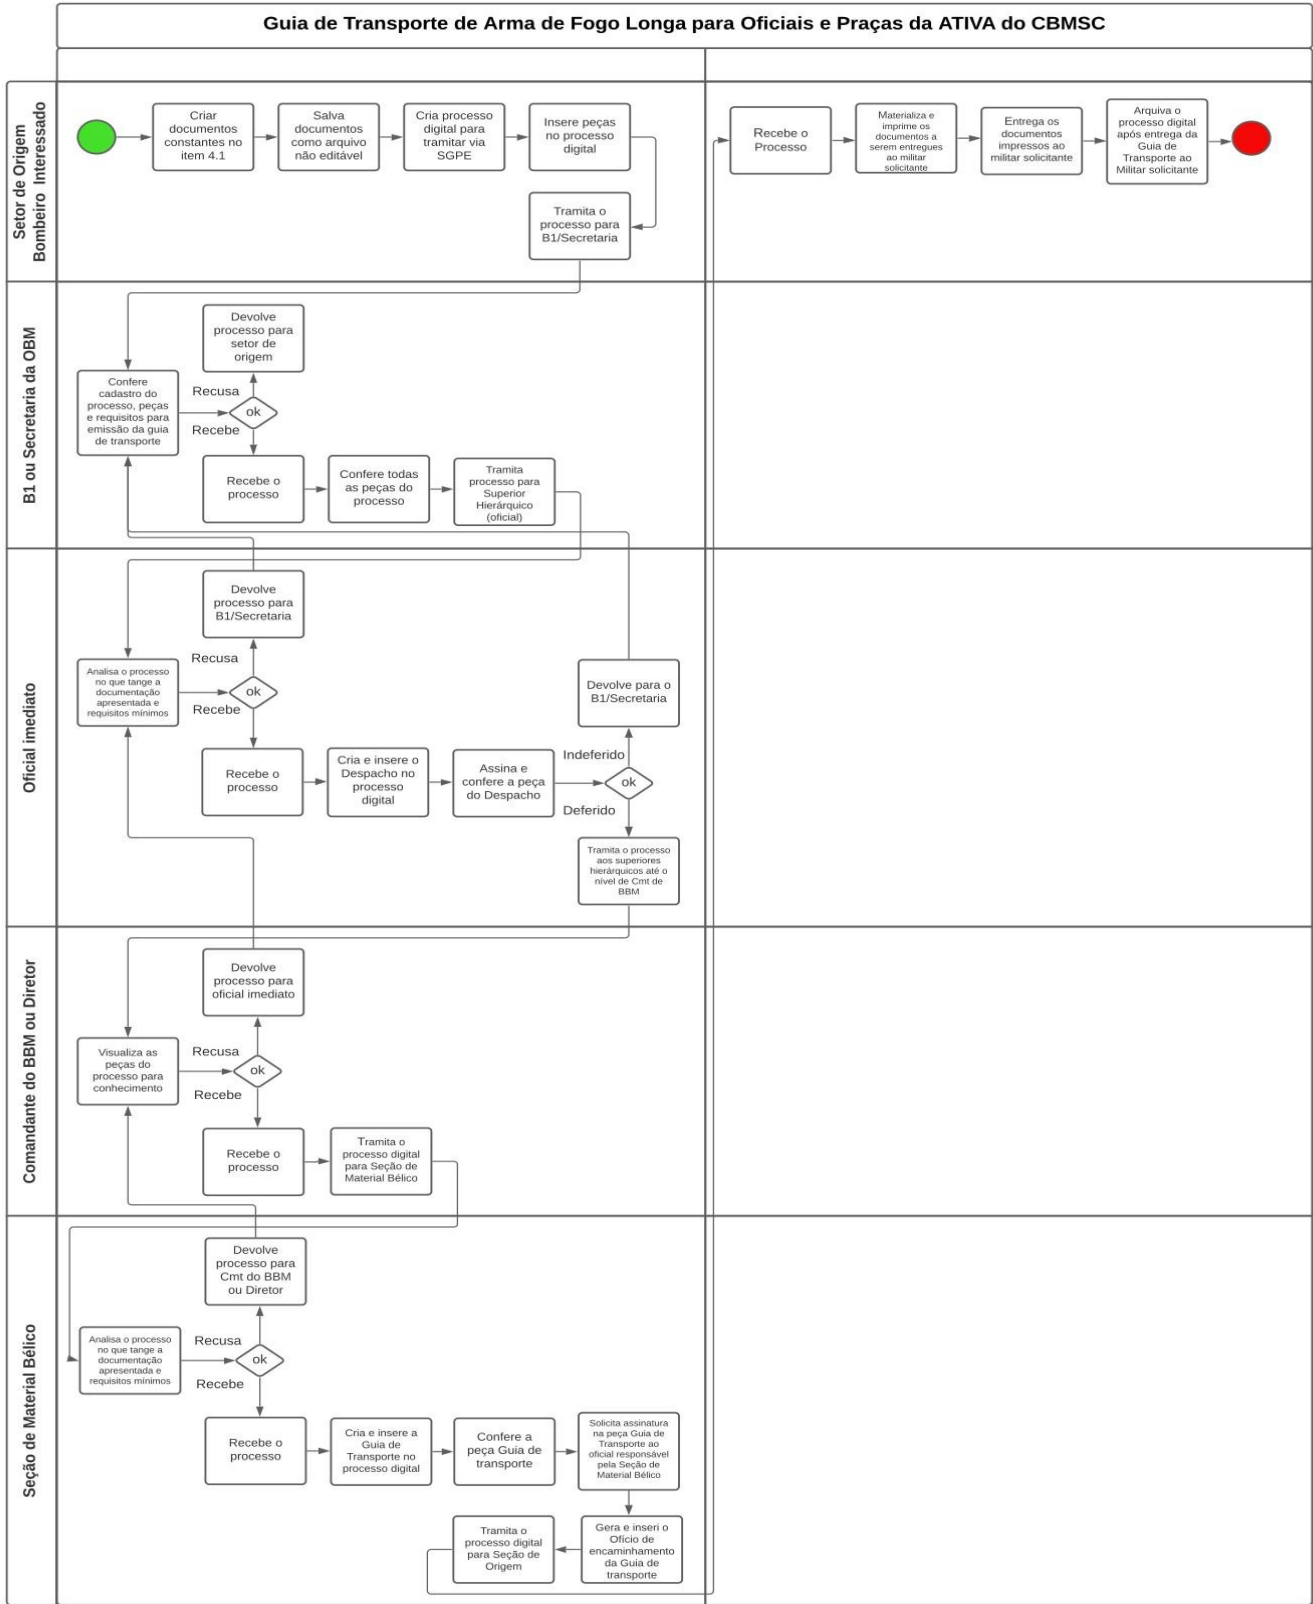 Guia de Transporte de Arma de Fogo Longa para Oficiais e Praças da ATIVA do CBMSC
Setor de Origem
Bombeiro Interessado
Criar
documentos
constantes no
item 4.1
Salva
documentos
como arquivo
não editável
Cria processo
digital para
tramitar via
SGPE
Insere peças
no processo
digital
Tramita o
processo para
B1/Secretaria
Recebe o
Processo
Materializa e
imprime os
documentos a
serem entregues
ao militar
solicitante
Entrega os
documentos
impressos ao
militar solicitante
Arquiva o
processo digital
após entrega da
Guia de
Transporte ao
Militar solicitante
B1 ou Secretaria da OBM
Devolve
processo para
setor de
origem
Confere
cadastro do
processo, peças
e requisitos para
emissão da guia
de transporte
Recusa
ok
Recebe
Recebe o
processo
Confere todas
as peças do
processo
Tramita
processo para
Superior
Hierárquico
(oficial)
Oficial imediato
Devolve
processo para
B1/Secretaria
Analisa o processo
no que tange a
documentação
apresentada e
requisitos mínimos
Recusa
ok
Recebe
Recebe o
processo
Cria e insere o
Despacho no
processo
digital
Assina e
confere a peça
do Despacho
Devolve para o
B1/Secretaria
Indeferido
ok
Deferido
Tramita o processo
aos superiores
hierárquicos até o
nível de Cmt de
BBM
Comandante do BBM ou Diretor
Devolve
processo para
oficial imediato
Visualiza as
peças do
processo para
conhecimento
Recusa
ok
Recebe
Recebe o
processo
Tramita o
processo digital
para Seção de
Material Bélico
Seção de Material Bélico
Devolve
processo para
Cmt do BBM
ou Diretor
Analisa o processo
no que tange a
documentação
apresentada e
requisitos mínimos
Recusa
ok
Recebe
Recebe o
processo
Cria e insere a
Guia de
Transporte no
processo digital
Confere a
peça Guia de
transporte
Solicita assinatura
na peça Guia de
Transporte ao
oficial responsável
pela Seção de
Material Bélico
Gera e inseri o
Ofício de
encaminhamento
da Guia de
transporte
Tramita o
processo digital
para Seção de
Origem